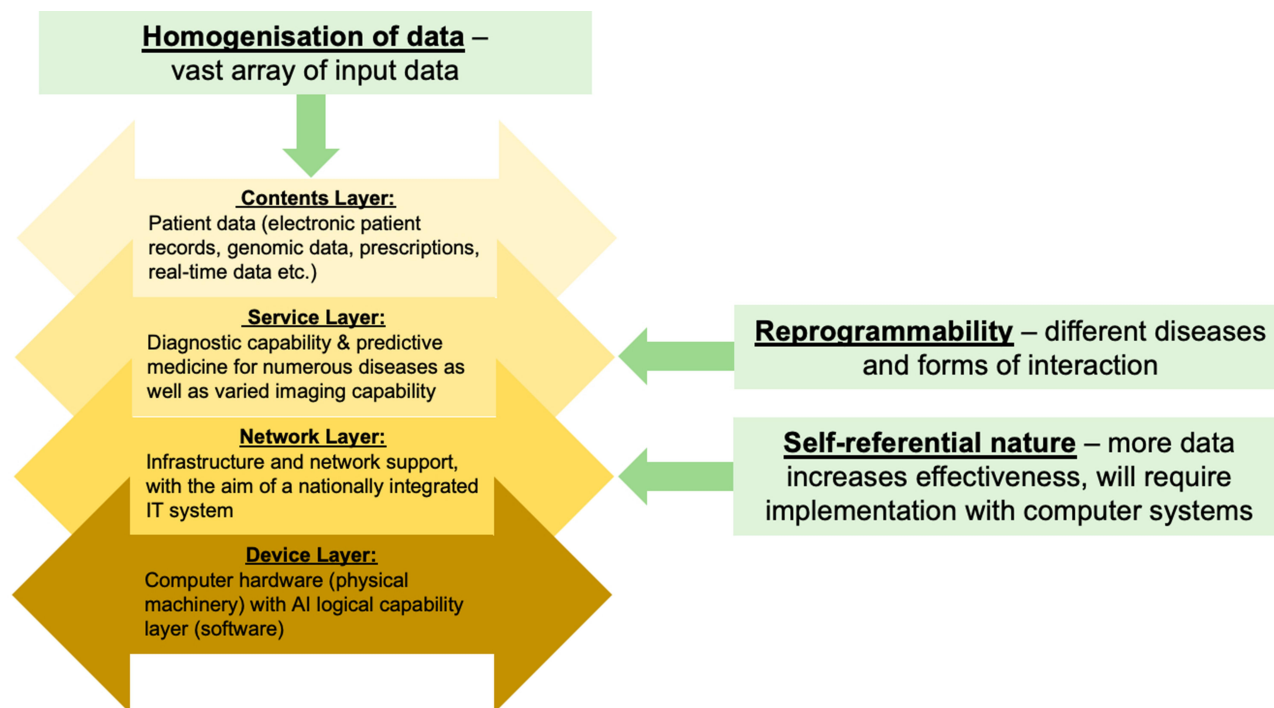 Homogenisation of data –
vast array of input data
Contents Layer:
Patient data (electronic patient
records, genomic data, prescriptions,
real-time data etc.)
Service Layer:
Diagnostic capability & predictive
medicine for numerous diseases as
well as varied imaging capability
Reprogrammability – different diseases
and forms of interaction
Network Layer:
Infrastructure and network support,
with the aim of a nationally integrated
IT system
Self-referential nature – more data
increases effectiveness, will require
implementation with computer systems
Device Layer:
Computer hardware (physical
machinery) with AI logical capability
layer (software)